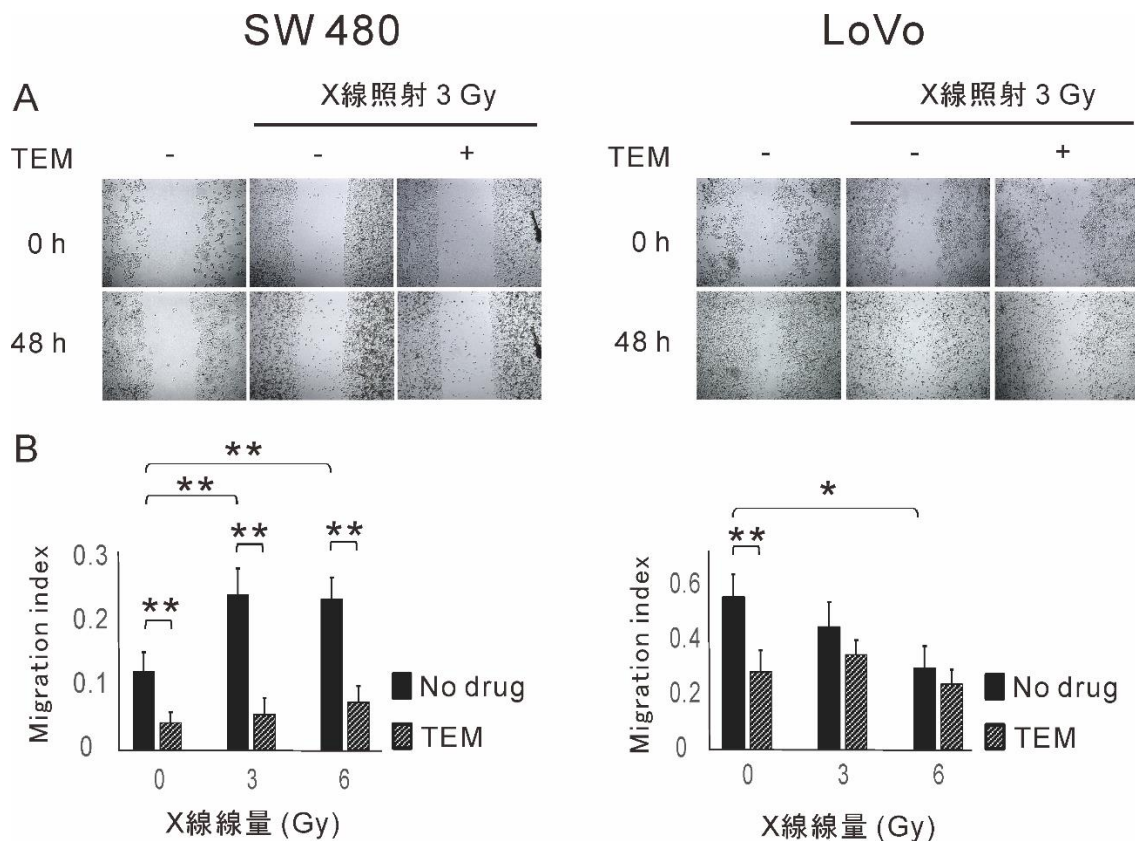 SW 480
LoVo
A
X線照射 3 Gy
TEM - - +
0 h
48 h
X線照射 3 Gy
TEM - - +
0 h
48 h
B
**
**
**
**
**
0.3
0.2
0.1
0
Migration index
No drug
TEM
0 3 6
X線線量 (Gy)
*
**
0.6
0.4
0.2
0
Migration index
No drug
TEM
0 3 6
X線線量 (Gy)